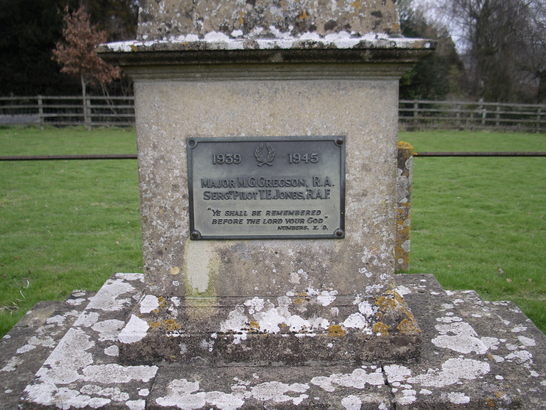 1939 1945
MAJOR M.G. GREGSON, R.A.
SERGT PILOT T.E. JONES, R.A.F.
"YE SHALL BE REMEMBERED
BEFORE THE LORD YOUR GOD"
NUMBERS. X. 9.